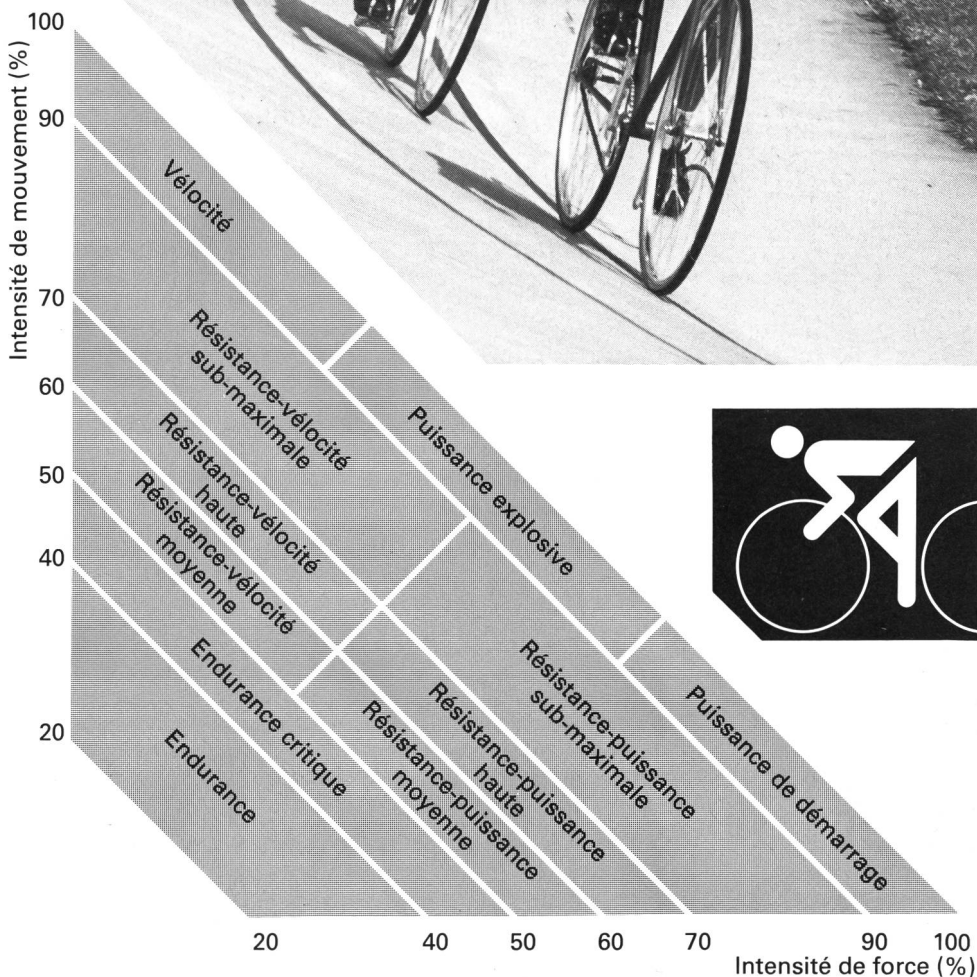 Intensité de mouvement (%)
100
90
70
60
50
40
20
Vélocité
Résistance-vélocité
sub-maximale
Résistance-vélocité
haute
Résistance-vélocité
moyenne
Endurance critique
Endurance
Puissance explosive
Résistance-puissance
sub-maximale
Résistance-puissance
haute
Résistance-puissance
moyenne
Puissance de démarrage
20
40
50
60
70
90
100
Intensité de force (%)